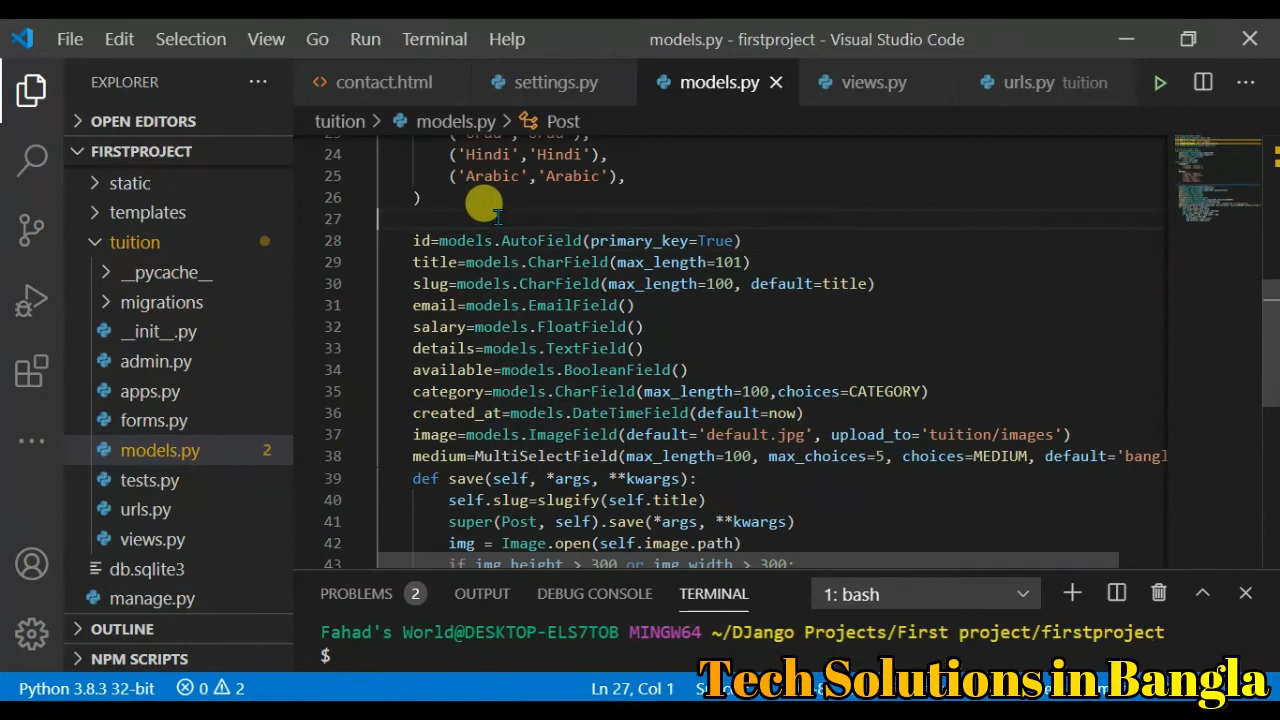 File Edit Selection View Go Run Terminal Help models.py - firstproject - Visual Studio Code
EXPLORER
contact.html settings.py models.py views.py urls.py tuition
OPEN EDITORS
tuition > models.py > Post
FIRSTPROJECT
static
templates
tuition
__pycache__
migrations
__init__.py
admin.py
apps.py
forms.py
models.py 2
tests.py
urls.py
views.py
db.sqlite3
manage.py
OUTLINE
NPM SCRIPTS
24 ('Hindi','Hindi'),
25 ('Arabic','Arabic'),
26 )
27
28 id=models.AutoField(primary_key=True)
29 title=models.CharField(max_length=101)
30 slug=models.CharField(max_length=100, default=title)
31 email=models.EmailField()
32 salary=models.FloatField()
33 details=models.TextField()
34 available=models.BooleanField()
35 category=models.CharField(max_length=100,choices=CATEGORY)
36 created_at=models.DateTimeField(default=now)
37 image=models.ImageField(default='default.jpg', upload_to='tuition/images')
38 medium=MultiSelectField(max_length=100, max_choices=5, choices=MEDIUM, default='bangl
39 def save(self, *args, **kwargs):
40 self.slug=slugify(self.title)
41 super(Post, self).save(*args, **kwargs)
42 img = Image.open(self.image.path)
43 if img.height > 300 or img.width > 300:
PROBLEMS 2 OUTPUT DEBUG CONSOLE TERMINAL 1: bash
Fahad's World@DESKTOP-ELS7TOB MINGW64 ~/DJango Projects/First project/firstproject
$
Python 3.8.3 32-bit 0 2 Ln 27, Col 1
Tech Solutions in Bangla